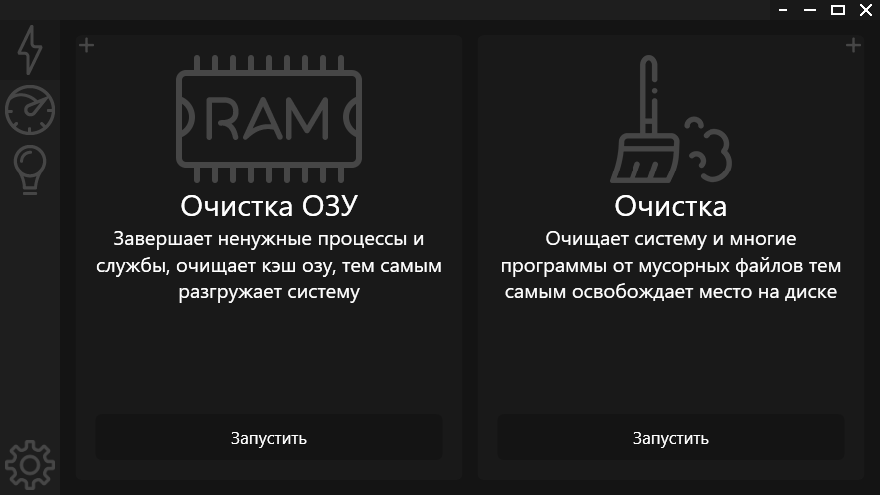 RAM
Очистка ОЗУ
Завершает ненужные процессы и
службы, очищает кэш озу, тем самым
разгружает систему
Запустить
Очистка
Очищает систему и многие
программы от мусорных файлов тем
самым освобождает место на диске
Запустить